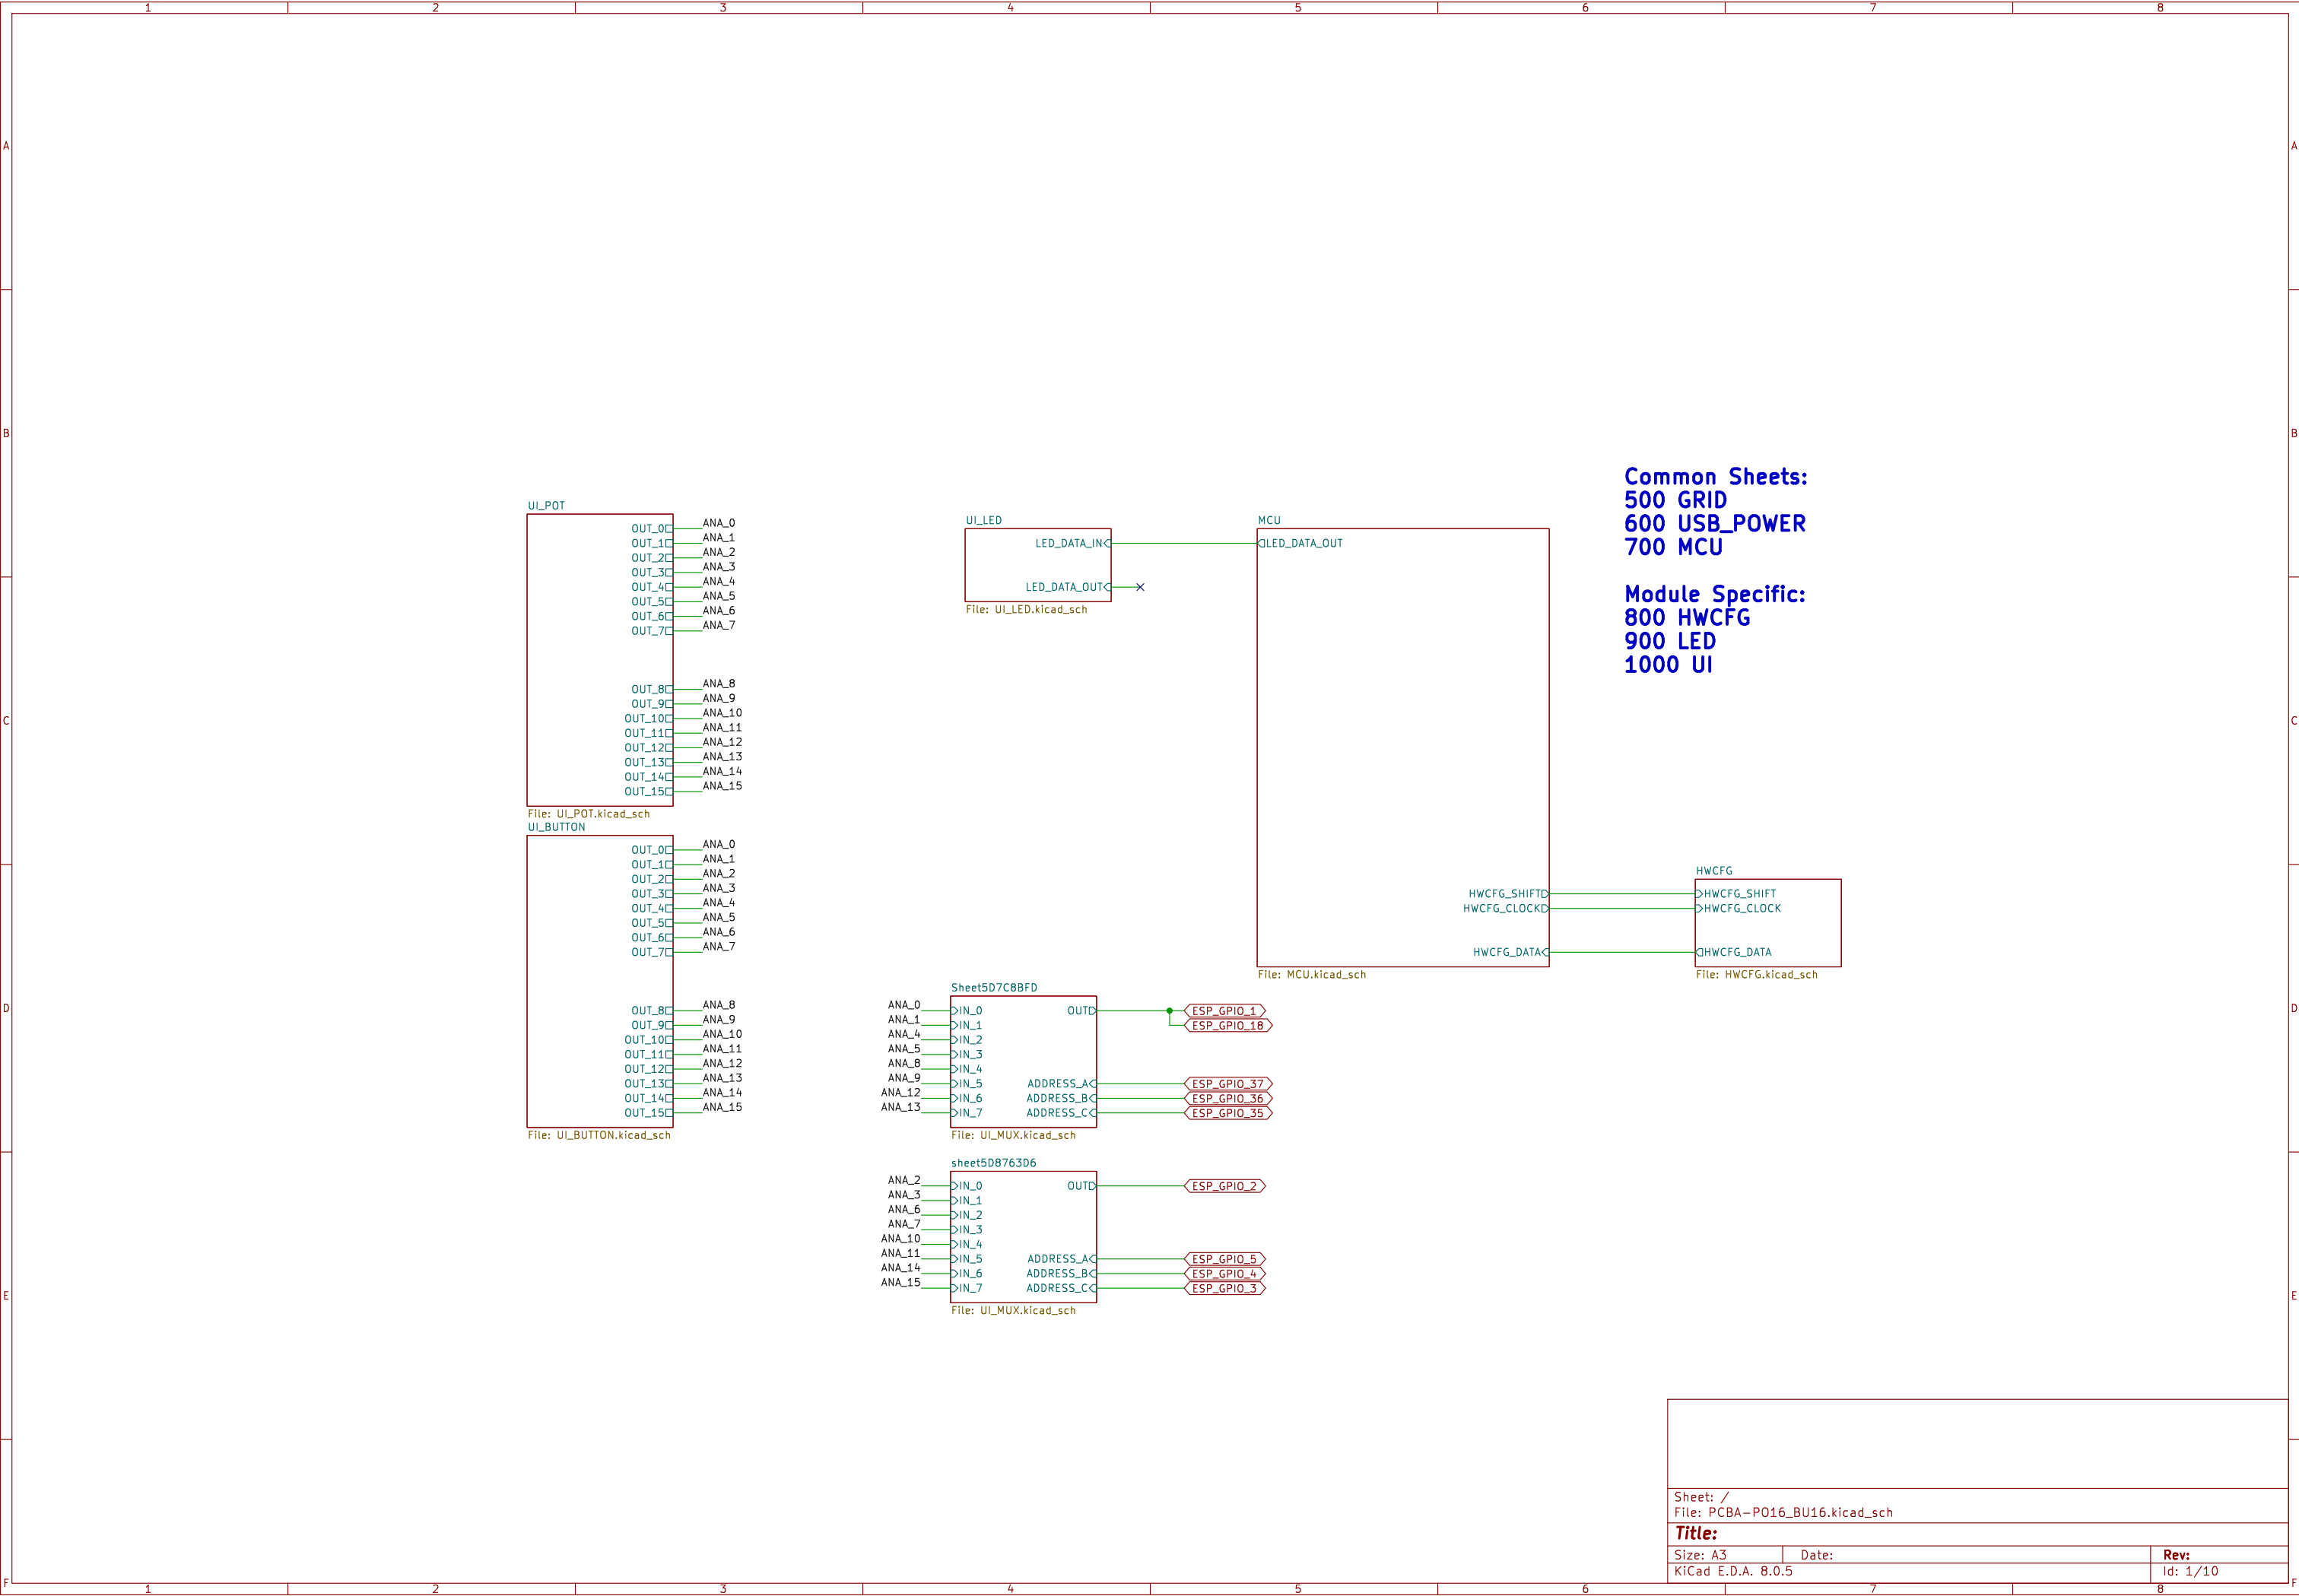 1 2 3 4 5 6 7 8
A A
B B
C C
D D
E E
F F
UI_POT
OUT_0 ANA_0
OUT_1 ANA_1
OUT_2 ANA_2
OUT_3 ANA_3
OUT_4 ANA_4
OUT_5 ANA_5
OUT_6 ANA_6
OUT_7 ANA_7
OUT_8 ANA_8
OUT_9 ANA_9
OUT_10 ANA_10
OUT_11 ANA_11
OUT_12 ANA_12
OUT_13 ANA_13
OUT_14 ANA_14
OUT_15 ANA_15
File: UI_POT.kicad_sch
UI_BUTTON
OUT_0 ANA_0
OUT_1 ANA_1
OUT_2 ANA_2
OUT_3 ANA_3
OUT_4 ANA_4
OUT_5 ANA_5
OUT_6 ANA_6
OUT_7 ANA_7
OUT_8 ANA_8
OUT_9 ANA_9
OUT_10 ANA_10
OUT_11 ANA_11
OUT_12 ANA_12
OUT_13 ANA_13
OUT_14 ANA_14
OUT_15 ANA_15
File: UI_BUTTON.kicad_sch
UI_LED
LED_DATA_IN
LED_DATA_OUT
File: UI_LED.kicad_sch
MCU
LED_DATA_OUT
HWCFG_SHIFT
HWCFG_CLOCK
HWCFG_DATA
File: MCU.kicad_sch
Common Sheets:
500 GRID
600 USB_POWER
700 MCU
Module Specific:
800 HWCFG
900 LED
1000 UI
HWCFG
HWCFG_SHIFT
HWCFG_CLOCK
HWCFG_DATA
File: HWCFG.kicad_sch
Sheet5D7C8BFD
ANA_0 IN_0 OUT ESP_GPIO_1
ANA_1 IN_1 ESP_GPIO_18
ANA_4 IN_2
ANA_5 IN_3
ANA_8 IN_4
ANA_9 IN_5 ADDRESS_A ESP_GPIO_37
ANA_12 IN_6 ADDRESS_B ESP_GPIO_36
ANA_13 IN_7 ADDRESS_C ESP_GPIO_35
File: UI_MUX.kicad_sch
sheet5D8763D6
ANA_2 IN_0 OUT ESP_GPIO_2
ANA_3 IN_1
ANA_6 IN_2
ANA_7 IN_3
ANA_10 IN_4
ANA_11 IN_5 ADDRESS_A ESP_GPIO_5
ANA_14 IN_6 ADDRESS_B ESP_GPIO_4
ANA_15 IN_7 ADDRESS_C ESP_GPIO_3
File: UI_MUX.kicad_sch
Sheet: /
File: PCBA-PO16_BU16.kicad_sch
Title:
Size: A3 Date: Rev:
KiCad E.D.A. 8.0.5 Id: 1/10
1 2 3 4 5 6 7 8